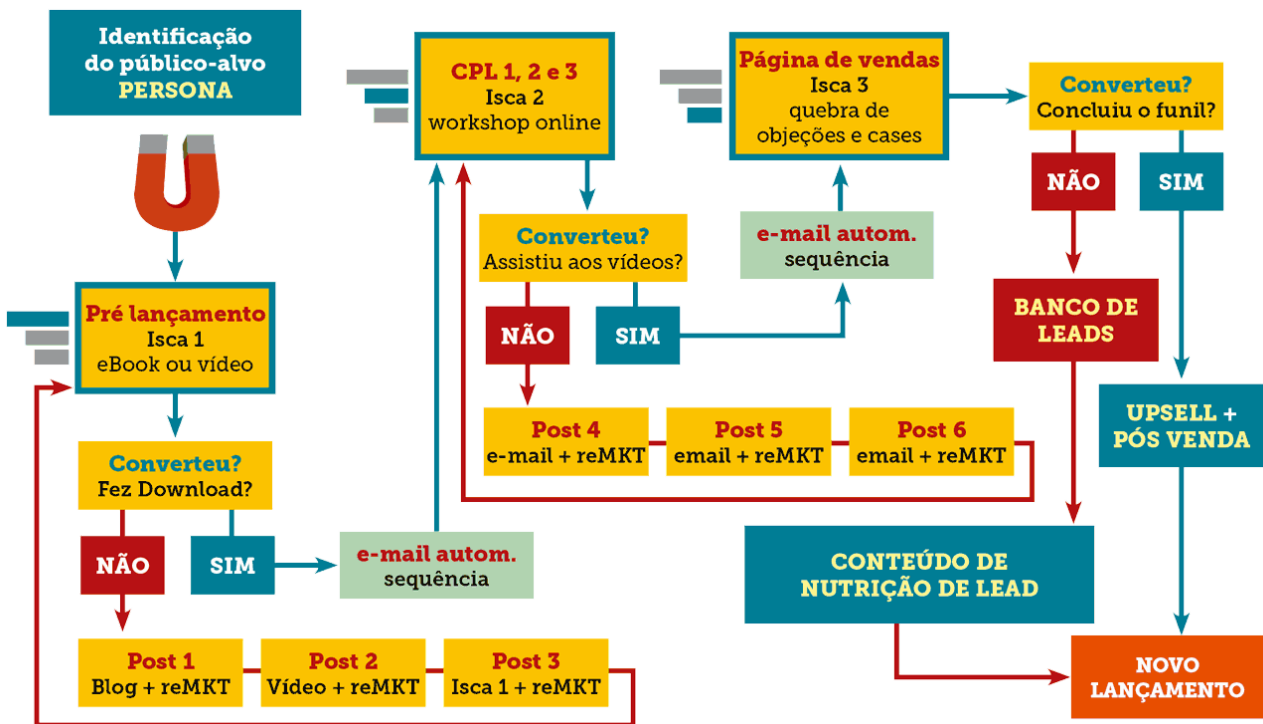 Identificação
do público-alvo
PERSONA
Pré lançamento
Isca 1
eBook ou vídeo
Converteu?
Fez Download?
NÃO
SIM
e-mail autom.
sequência
Post 1
Blog + reMKT
Post 2
Vídeo + reMKT
Post 3
Isca 1 + reMKT
CPL 1, 2 e 3
Isca 2
workshop online
Converteu?
Assistiu aos vídeos?
NÃO
SIM
e-mail autom.
sequência
Post 4
e-mail + reMKT
Post 5
email + reMKT
Post 6
email + reMKT
Página de vendas
Isca 3
quebra de
objeções e cases
Converteu?
Concluiu o funil?
NÃO
SIM
BANCO DE
LEADS
UPSELL +
PÓS VENDA
CONTEÚDO DE
NUTRIÇÃO DE LEAD
NOVO
LANÇAMENTO